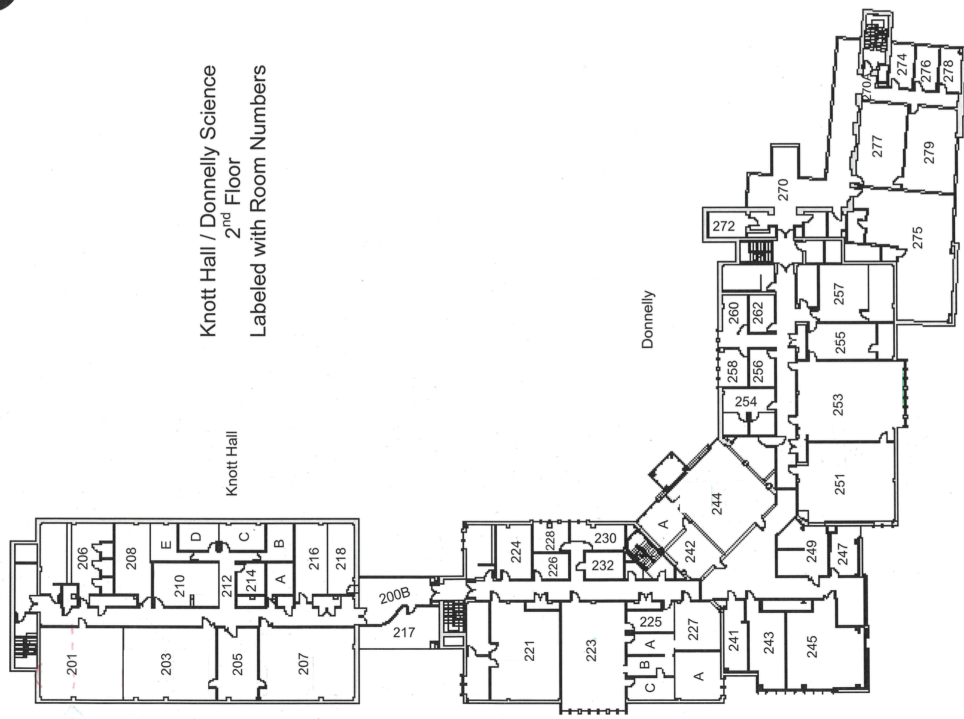 Knott Hall / Donnelly Science
2nd Floor
Labeled with Room Numbers
Knott Hall
Donnelly
201
203
205
207
206
208
210
212
214
E
D
C
B
A
216
218
200B
217
221
223
225
227
A
B
C
A
224
226
228
230
232
241
243
245
242
A
244
247
249
251
253
255
257
254
256
258
260
262
272
270
270A
274
276
278
277
279
275